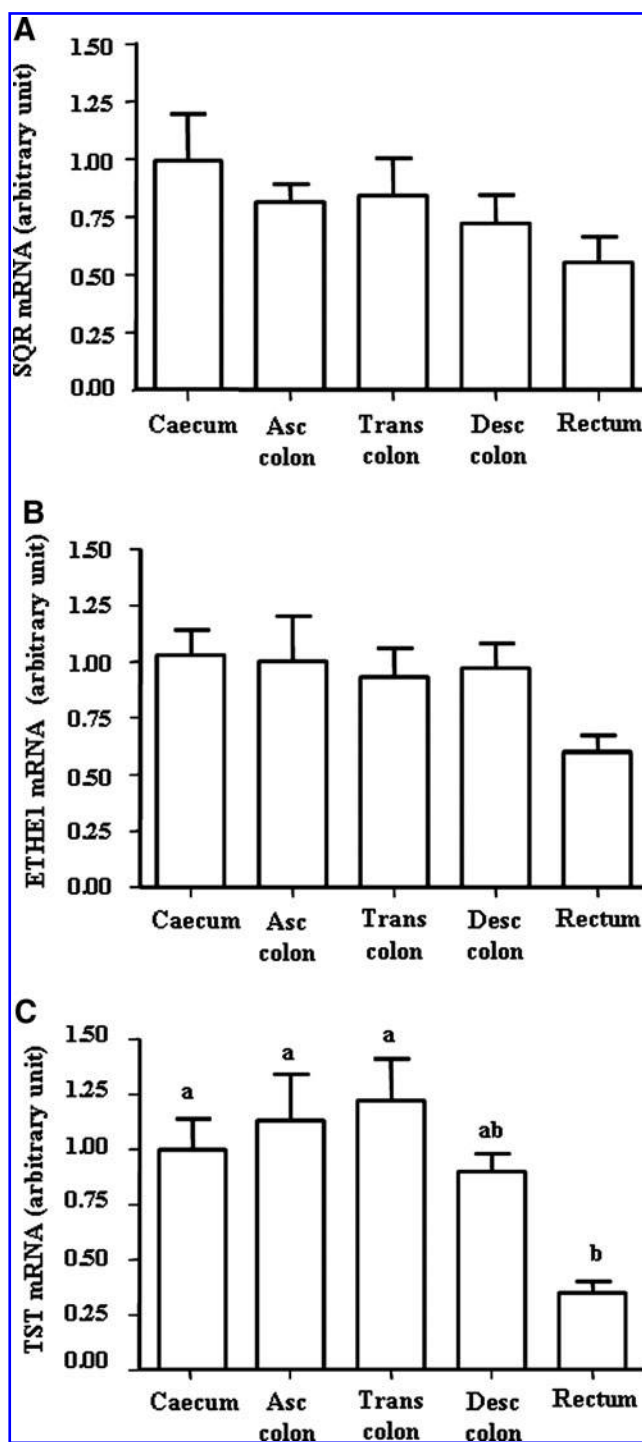 A
SQR mRNA (arbitrary unit)
1.50
1.25
1.00
0.75
0.50
0.25
0.00
Caecum Asc colon Trans colon Desc colon Rectum
B
ETHE1 mRNA (arbitrary unit)
1.50
1.25
1.00
0.75
0.50
0.25
0.00
Caecum Asc colon Trans colon Desc colon Rectum
C
TST mRNA (arbitrary unit)
1.50
1.25
1.00
0.75
0.50
0.25
0.00
a a a ab b
Caecum Asc colon Trans colon Desc colon Rectum